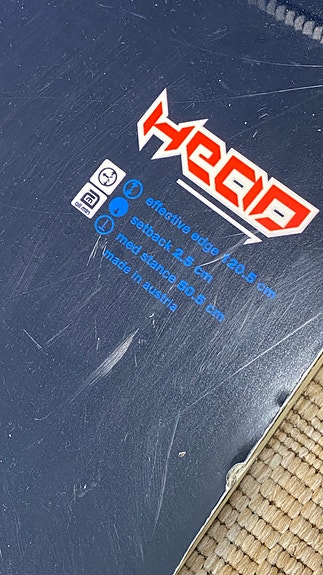 HEAD
effective edge 120.5 cm
setback 2.5 cm
med stance 50.5 cm
made in austria